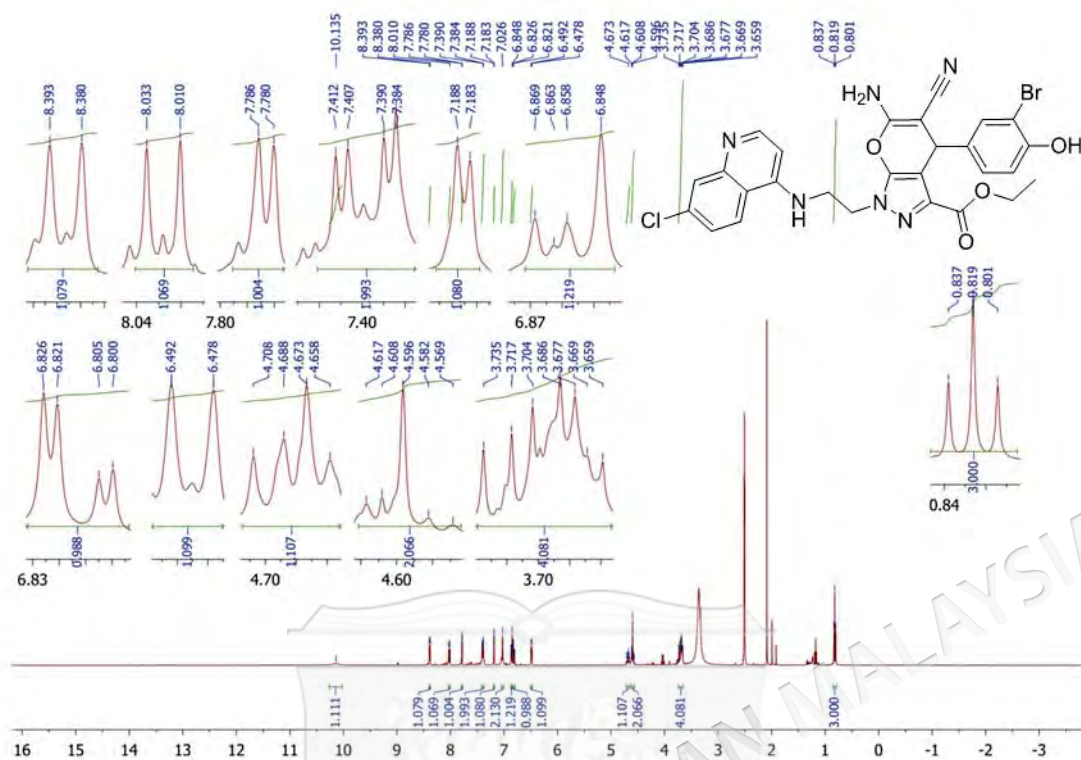 10.135 8.393 8.380 8.010 7.786 7.780 7.390 7.384 7.188 7.183 7.026 6.848 6.826 6.821 6.492 6.478
4.673 4.617 4.608 4.596 3.735 3.717 3.704 3.686 3.677 3.669 3.659
0.837 0.819 0.801
8.393 8.380
8.033 8.010
7.786 7.780
7.412 7.407 7.390 7.384
7.188 7.183
6.869 6.863 6.858 6.848
1.079 1.069 1.004 1.993 1.080 1.219
8.04 7.80 7.40 6.87
H₂N N Br
O OH
N
Cl HN N N O O
0.837 0.819 0.801
3.000
0.84
6.826 6.821 6.805 6.800
6.492 6.478
4.708 4.688 4.673 4.658
4.617 4.608 4.596 4.582 4.569
3.735 3.717 3.704 3.686 3.677 3.669 3.659
0.988 1.099 1.107 2.066 4.081
6.83 4.70 4.60 3.70
1.111 1.079 1.069 1.004 1.993 1.080 2.130 1.219 0.988 1.099 1.107 2.066 4.081 3.000
16 15 14 13 12 11 10 9 8 7 6 5 4 3 2 1 0 -1 -2 -3
AN MALAYSIA